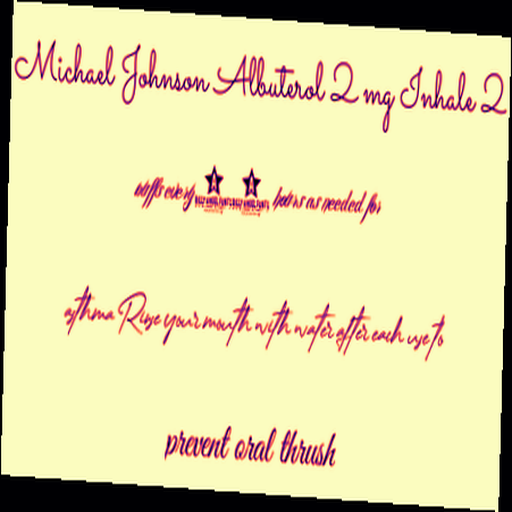 Michael Johnson Albuterol 2 mg Inhale 2
puffs every hours as needed for
asthma Rinse your mouth with water after each use to
prevent oral thrush